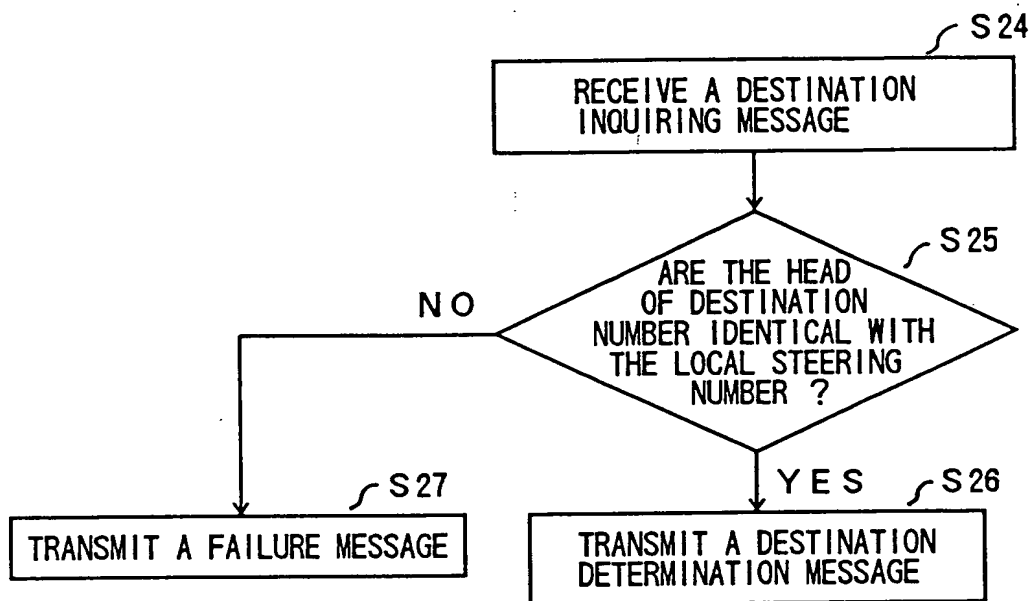 S24
RECEIVE A DESTINATION
INQUIRING MESSAGE
S25
ARE THE HEAD
OF DESTINATION
NUMBER IDENTICAL WITH
THE LOCAL STEERING
NUMBER ?
NO
YES
S27
TRANSMIT A FAILURE MESSAGE
S26
TRANSMIT A DESTINATION
DETERMINATION MESSAGE